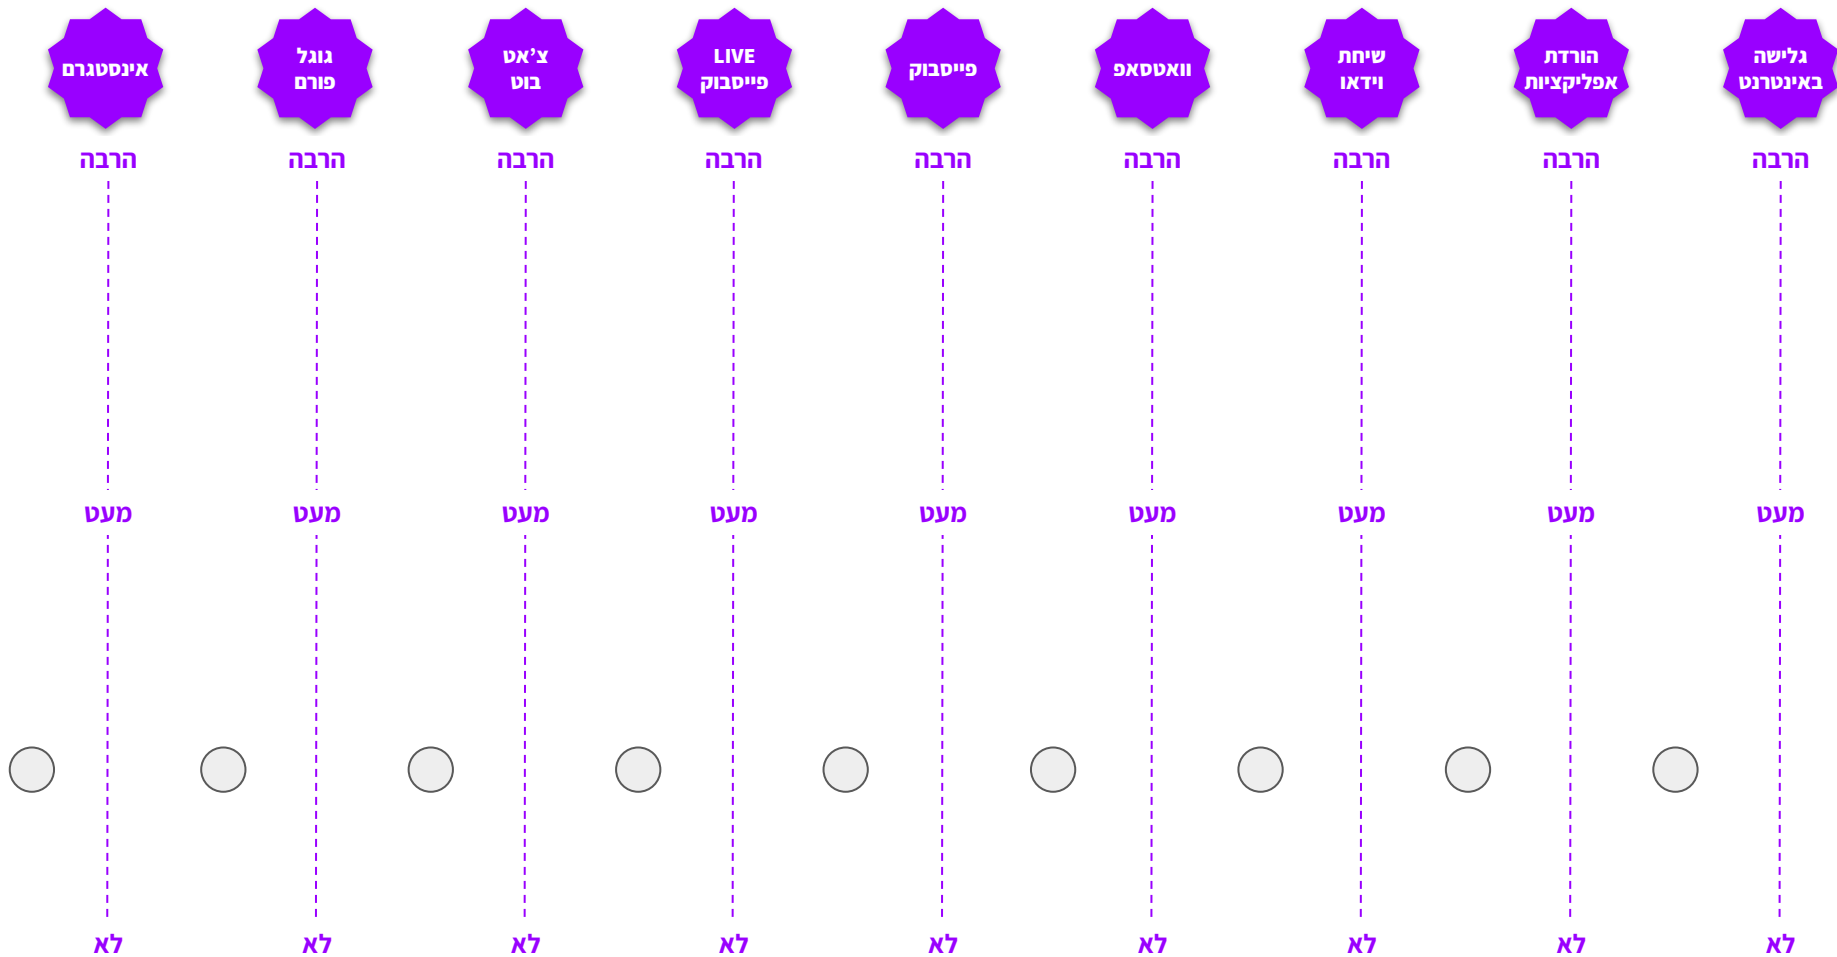 גלישה
באינטרנט
הורדת
אפליקציות
שיחת
וידאו
וואטסאפ
פייסבוק
LIVE
פייסבוק
צ’אט
בוט
גוגל
פורם
אינסטגרם
הרבה הרבה הרבה הרבה הרבה הרבה הרבה הרבה הרבה
מעט מעט מעט מעט מעט מעט מעט מעט מעט
לא לא לא לא לא לא לא לא לא